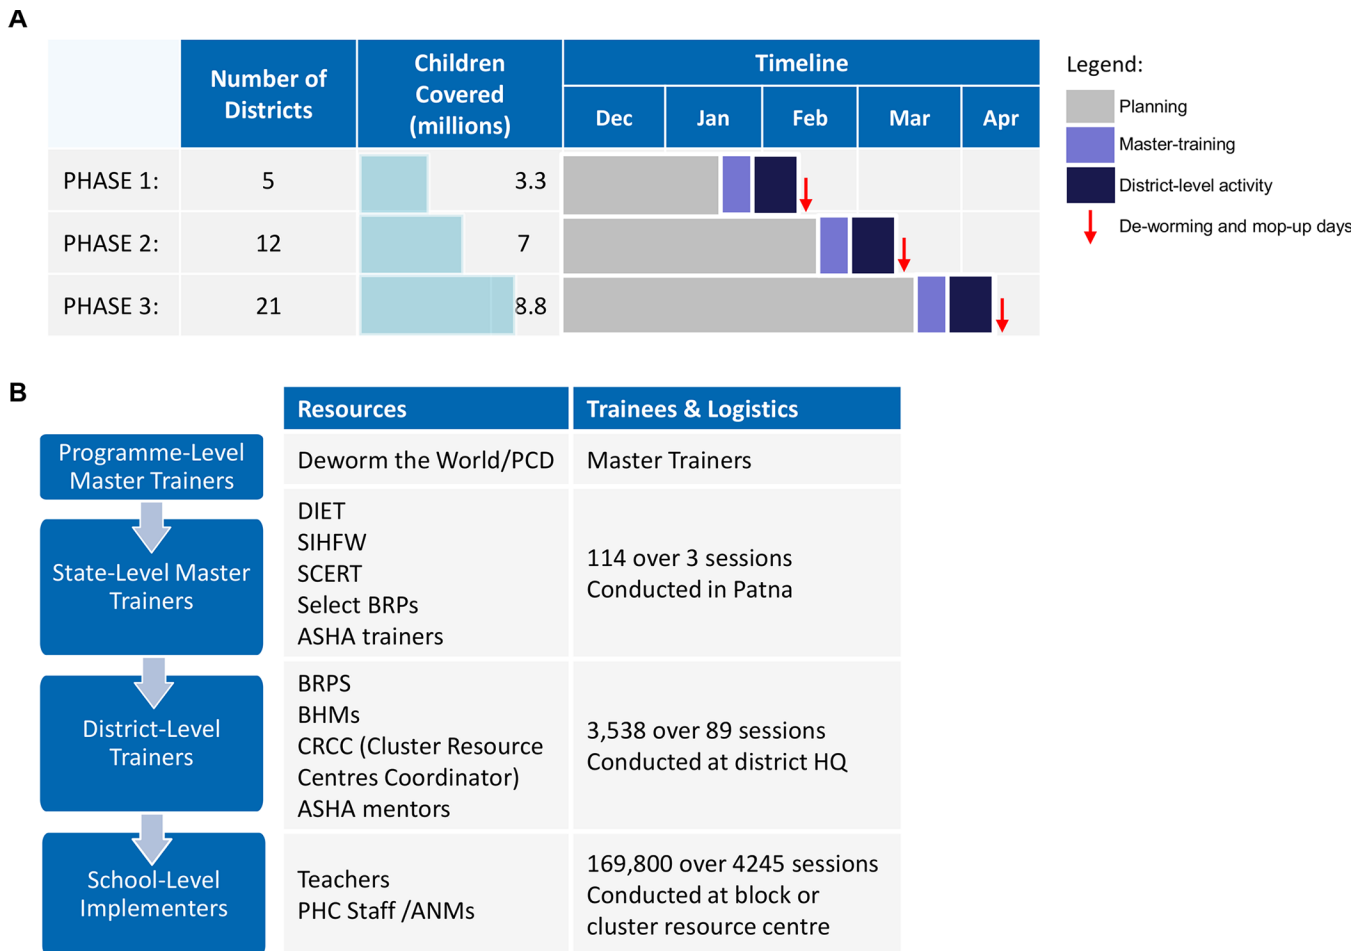 A
Number of
Districts
Children
Covered
(millions)
Timeline
Dec
Jan
Feb
Mar
Apr
PHASE 1:
5
3.3
PHASE 2:
12
7
PHASE 3:
21
8.8
Legend:
Planning
Master-training
District-level activity
De-worming and mop-up days
B
Resources
Trainees & Logistics
Programme-Level
Master Trainers
Deworm the World/PCD
Master Trainers
State-Level Master
Trainers
DIET
SIHFW
SCERT
Select BRPs
ASHA trainers
114 over 3 sessions
Conducted in Patna
District-Level
Trainers
BRPS
BHMs
CRCC (Cluster Resource
Centres Coordinator)
ASHA mentors
3,538 over 89 sessions
Conducted at district HQ
School-Level
Implementers
Teachers
PHC Staff /ANMs
169,800 over 4245 sessions
Conducted at block or
cluster resource centre